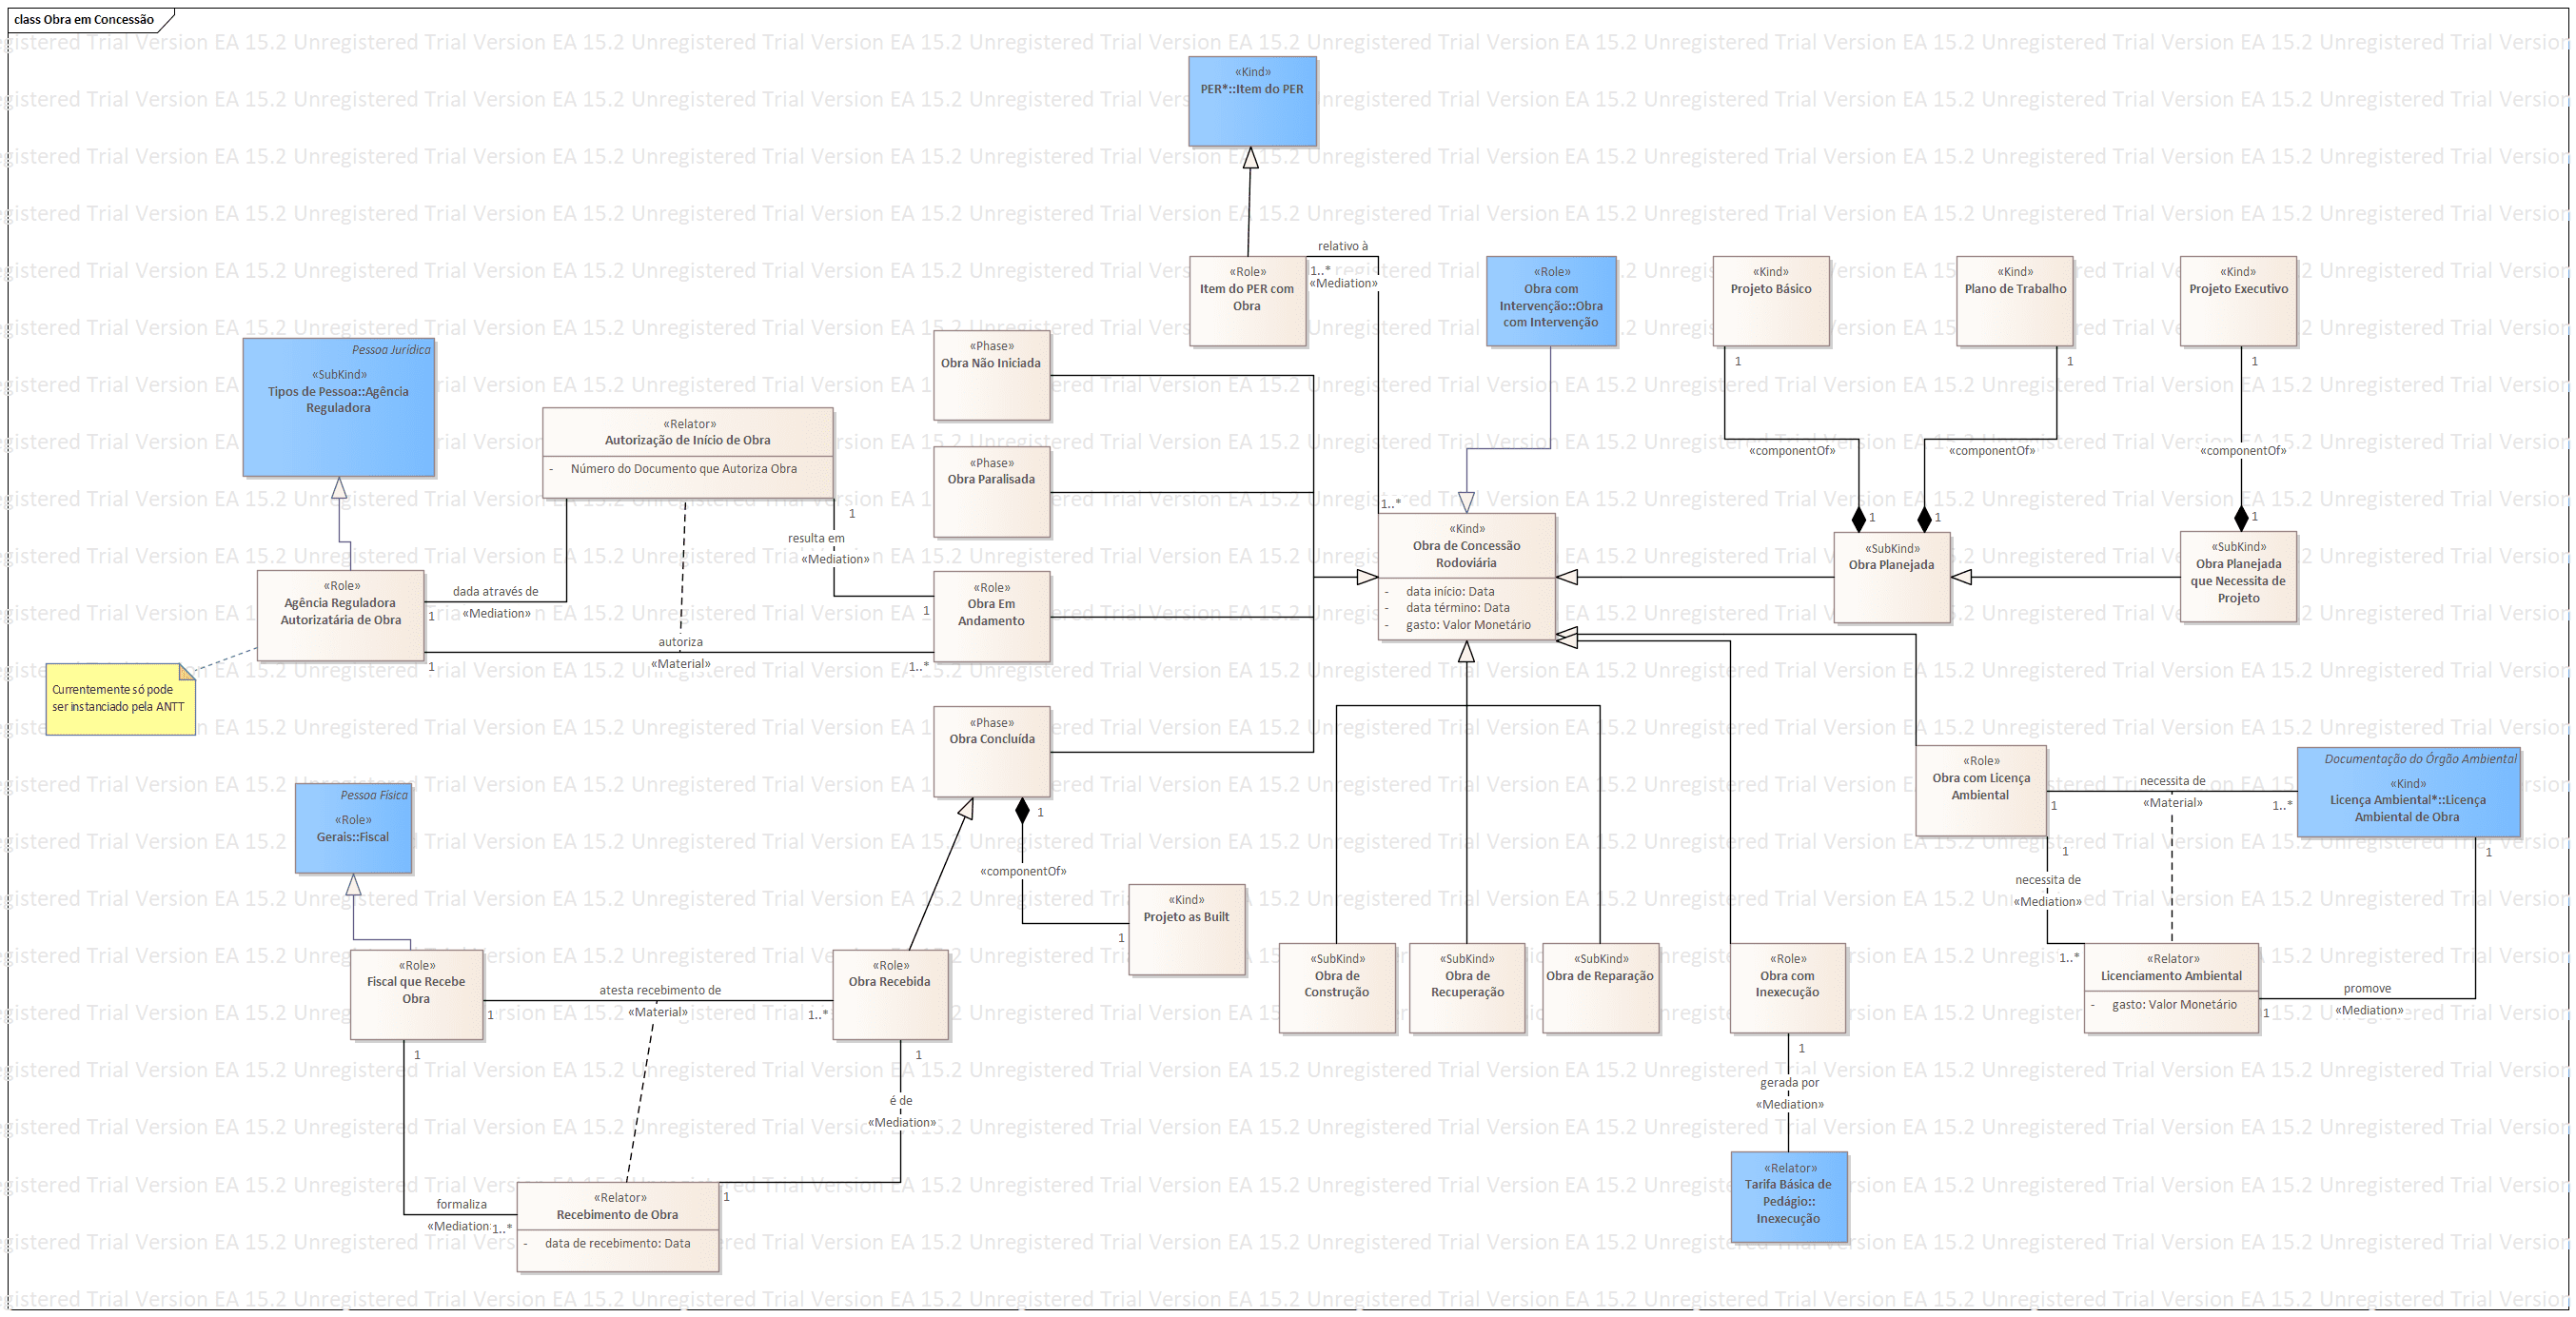 class Obra em Concessão
«Kind»
PER*::Item do PER
relativo à
1..*
«Mediation»
1..*
«Role»
Item do PER com
Obra
«Role»
Obra com
Intervenção::Obra
com Intervenção
«Kind»
Projeto Básico
1
«componentOf»
1
«Kind»
Plano de Trabalho
1
«componentOf»
1
«Kind»
Projeto Executivo
1
«componentOf»
1
«Phase»
Obra Não Iniciada
«Phase»
Obra Paralisada
Pessoa Jurídica
«SubKind»
Tipos de Pessoa::Agência
Reguladora
«Relator»
Autorização de Início de Obra
- Número do Documento que Autoriza Obra
1
resulta em
«Mediation»
1
dada através de
1
«Mediation»
«Role»
Agência Reguladora
Autorizatária de Obra
autoriza
1
«Material»
1..*
«Role»
Obra Em
Andamento
Currentemente só pode
ser instanciado pela ANTT
«Kind»
Obra de Concessão
Rodoviária
- data início: Data
- data término: Data
- gasto: Valor Monetário
«SubKind»
Obra Planejada
«SubKind»
Obra Planejada
que Necessita de
Projeto
«Phase»
Obra Concluída
1
«componentOf»
1
«Kind»
Projeto as Built
Pessoa Física
«Role»
Gerais::Fiscal
«Role»
Fiscal que Recebe
Obra
atesta recebimento de
1
«Material»
1..*
«Role»
Obra Recebida
1
1
é de
«Mediation»
1
formaliza
«Mediation
1..*
«Relator»
Recebimento de Obra
- data de recebimento: Data
«SubKind»
Obra de
Construção
«SubKind»
Obra de
Recuperação
«SubKind»
Obra de Reparação
«Role»
Obra com
Inexecução
1
gerada por
«Mediation»
«Relator»
Tarifa Básica de
Pedágio::
Inexecução
«Role»
Obra com Licença
Ambiental
necessita de
1
«Material»
1..*
Documentação do Órgão Ambiental
«Kind»
Licença Ambiental*::Licença
Ambiental de Obra
1
1
necessita de
«Mediation»
1..*
«Relator»
Licenciamento Ambiental
- gasto: Valor Monetário
promove
1
«Mediation»
Unregistered Trial Version EA 15.2 Unregistered Trial Version EA 15.2 Unregistered Trial Version